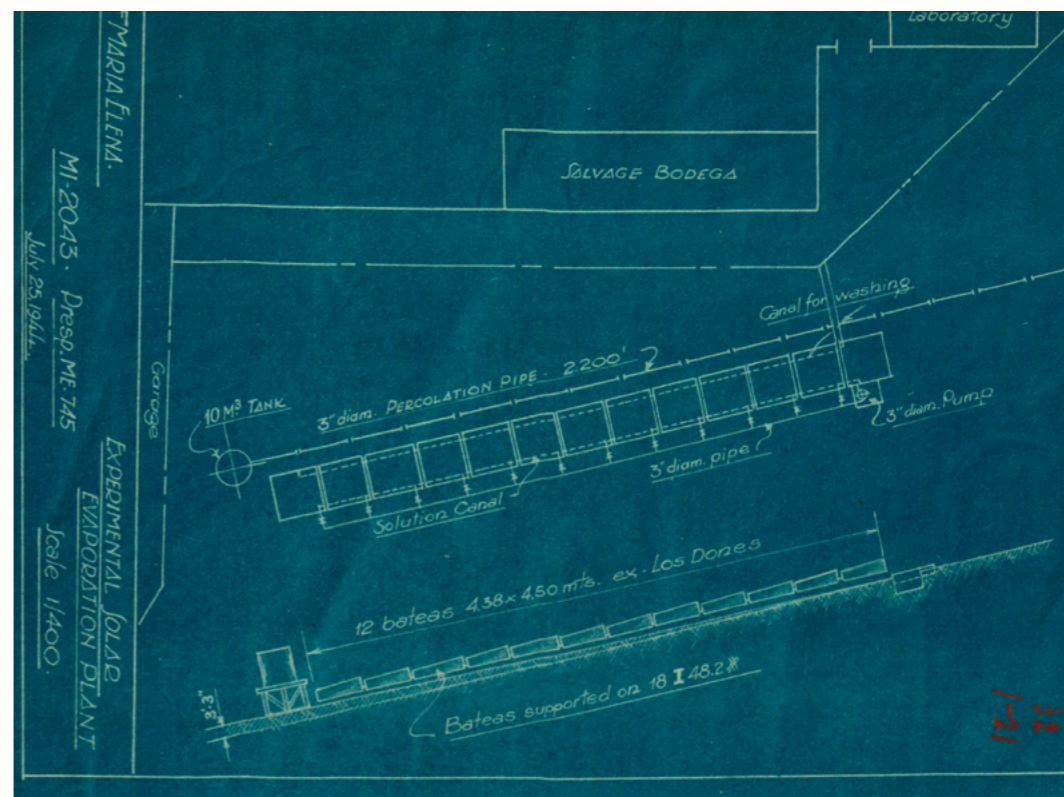 Laboratory
SALVAGE BODEGA
Canal for washing
3" diam. PERCOLATION PIPE - 2200'
10 M³ TANK
3" diam. Pump
3" diam. pipe
Solution Canal
Garage
12 bateas 4.38 x 4.50 mts. ex-Los Dones
Bateas supported on 18 I 48.2 #
3'3"
MARIA ELENA.
MI-2043. Presp. ME 745
July 25, 1944.
EXPERIMENTAL SOLAR
EVAPORATION PLANT
Scale 1/400.
1-21